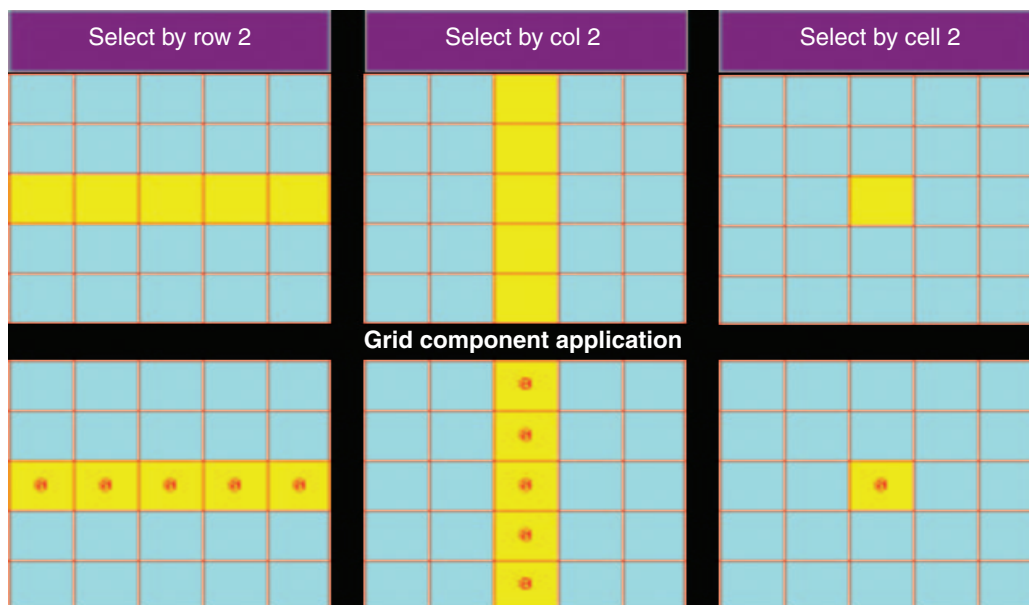 Select by row 2
Select by col 2
Select by cell 2
Grid component application